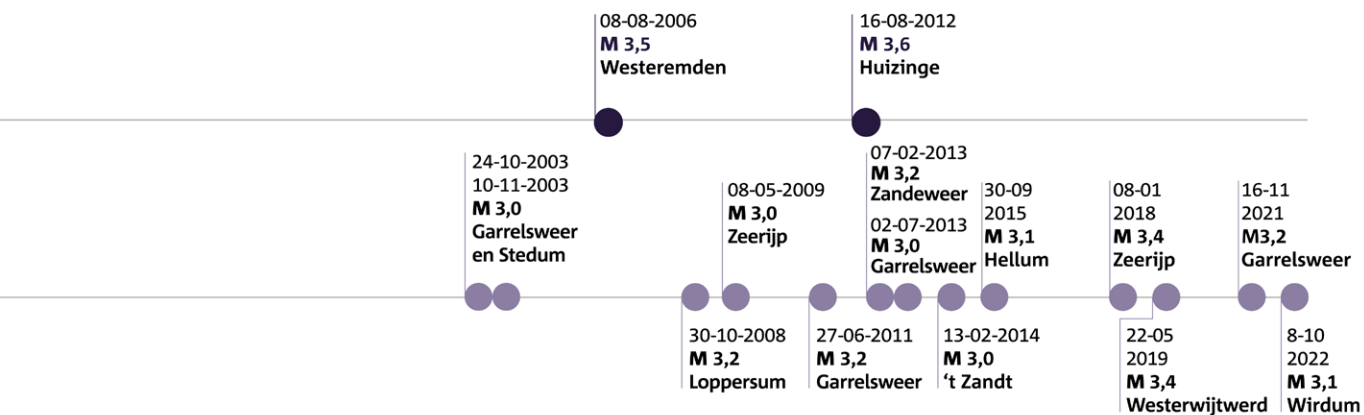 08-08-2006
M 3,5
Westeremden
16-08-2012
M 3,6
Huizinge
24-10-2003
10-11-2003
M 3,0
Garrelsweer
en Stedum
08-05-2009
M 3,0
Zeerijp
07-02-2013
M 3,2
Zandeweer
02-07-2013
M 3,0
Garrelsweer
30-09
2015
M 3,1
Hellum
08-01
2018
M 3,4
Zeerijp
16-11
2021
M3,2
Garrelsweer
30-10-2008
M 3,2
Loppersum
27-06-2011
M 3,2
Garrelsweer
13-02-2014
M 3,0
‘t Zandt
22-05
2019
M 3,4
Westerwijtwerd
8-10
2022
M 3,1
Wirdum